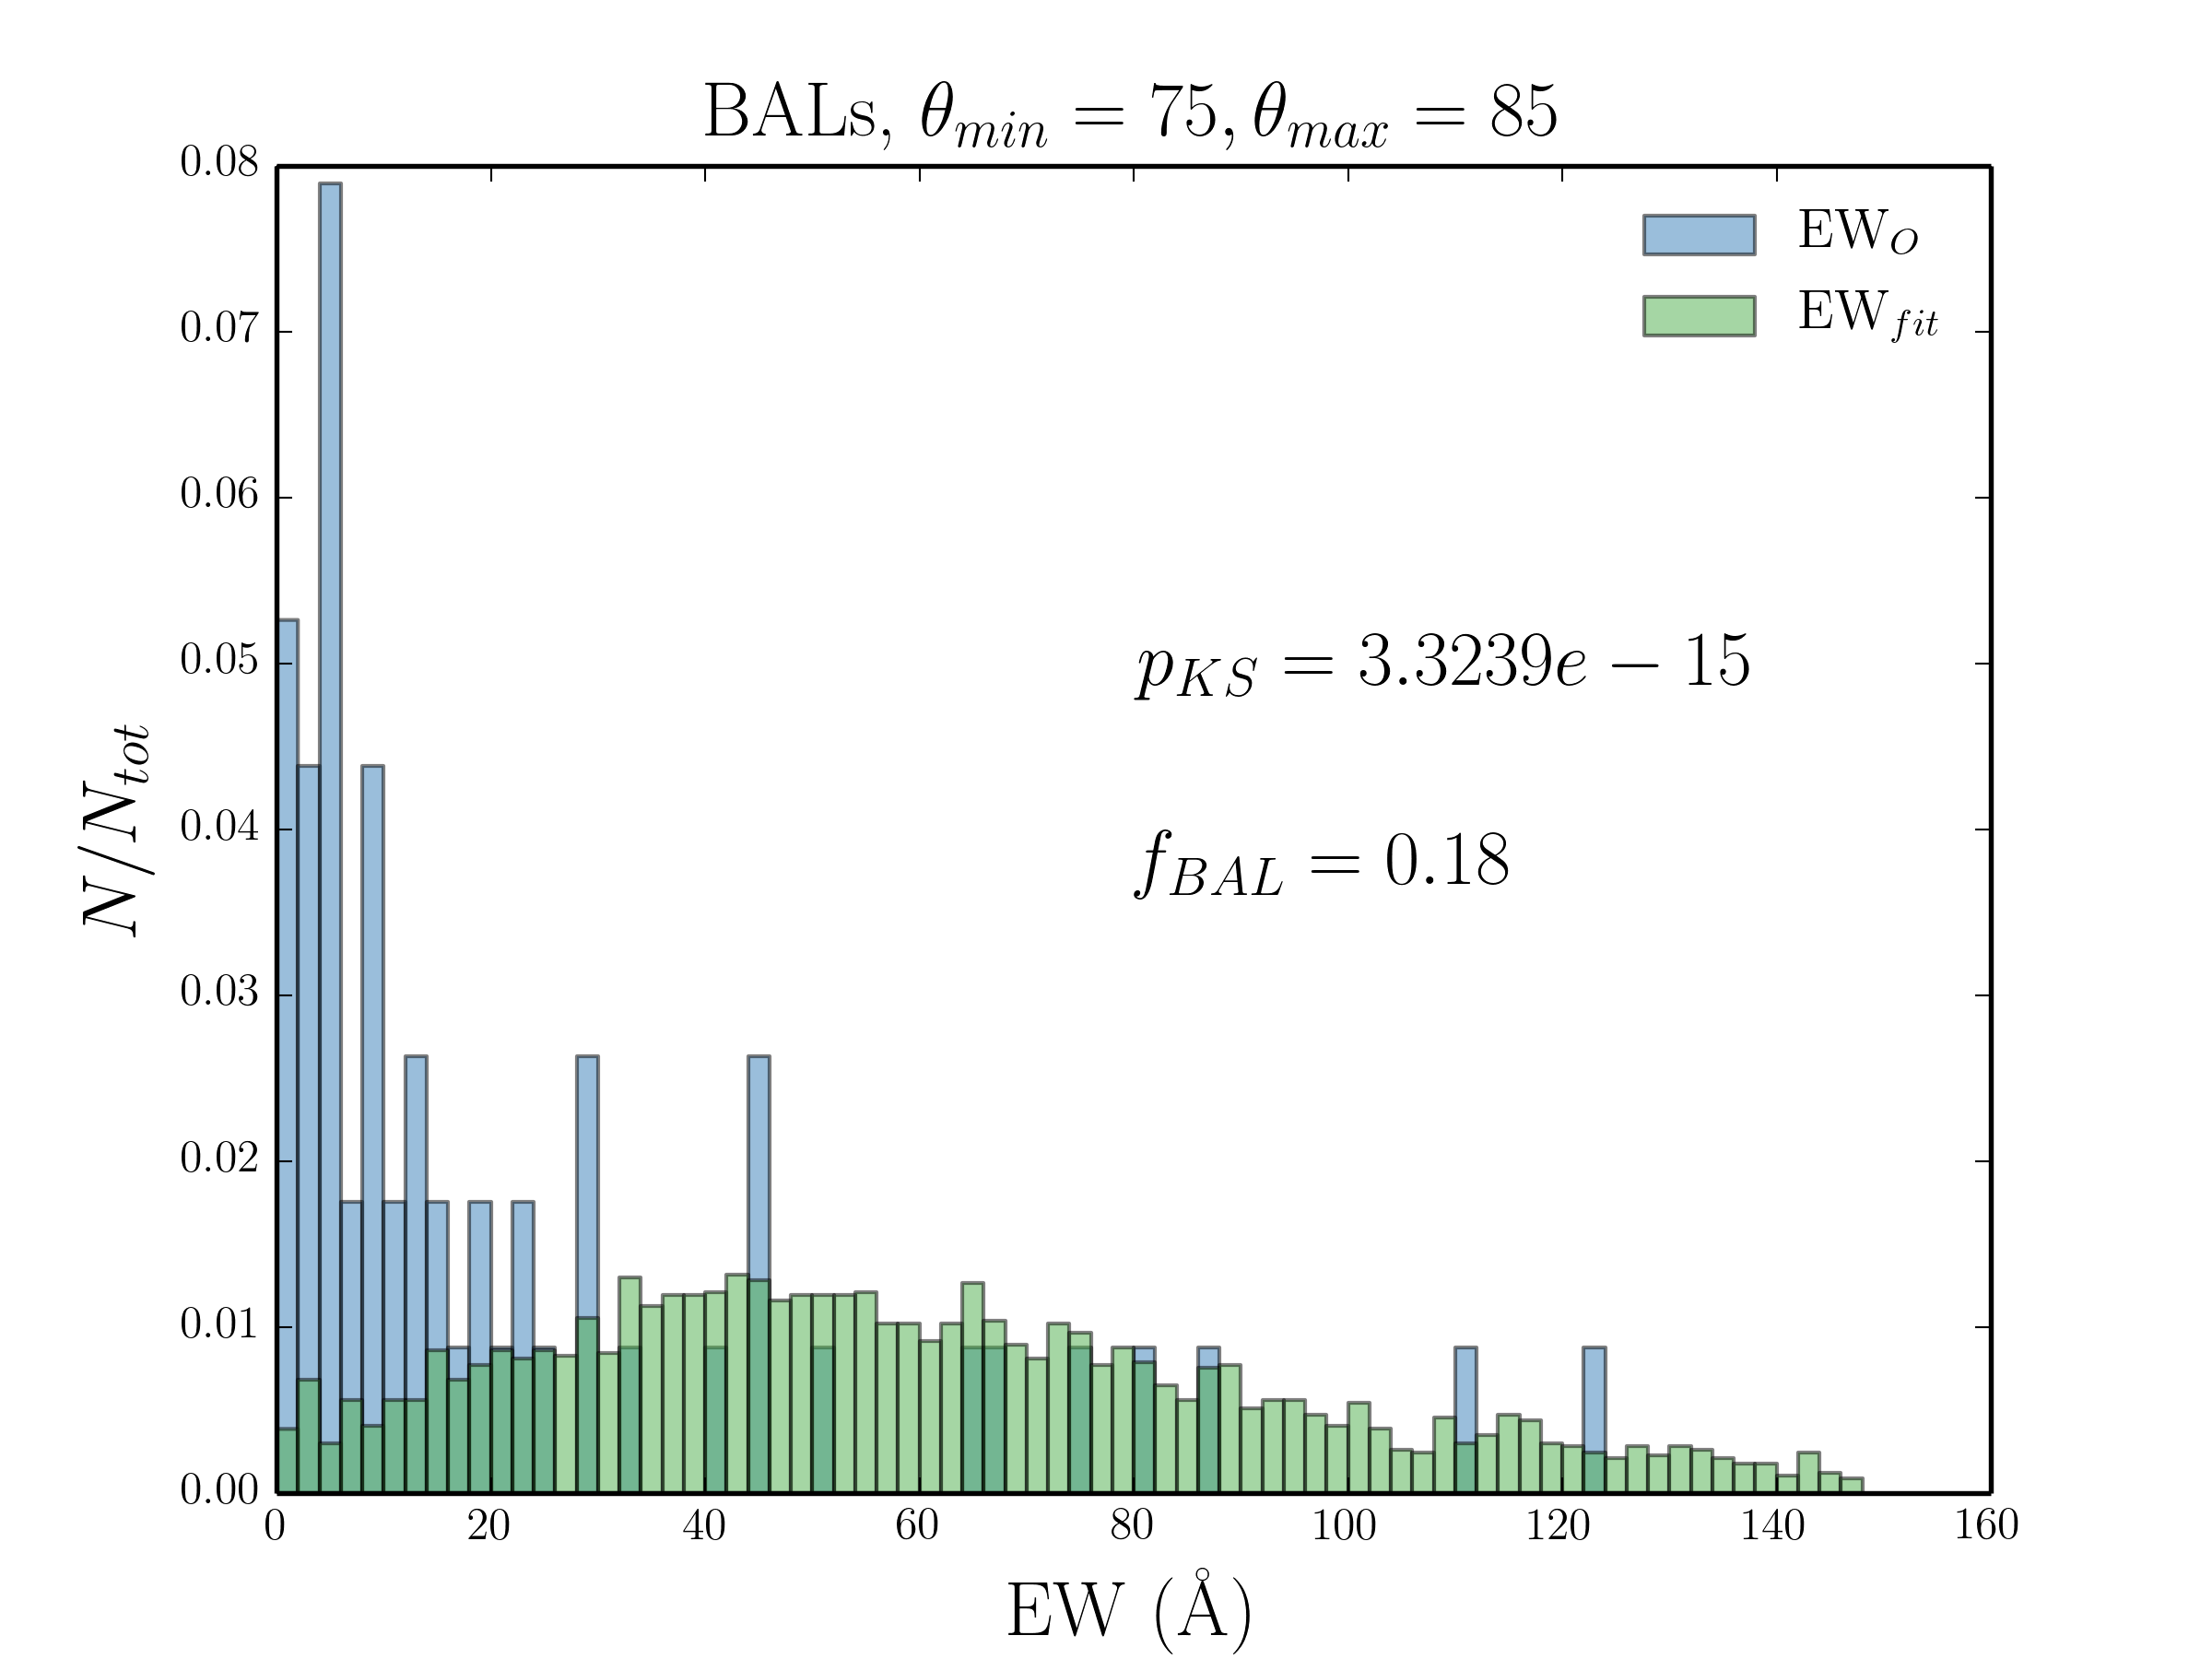 BALs, θ_min = 75, θ_max = 85
EW_O
EW_fit
p_KS = 3.3239e − 15
f_BAL = 0.18
N/N_tot
0.08
0.07
0.06
0.05
0.04
0.03
0.02
0.01
0.00
0 20 40 60 80 100 120 140 160
EW (Å)